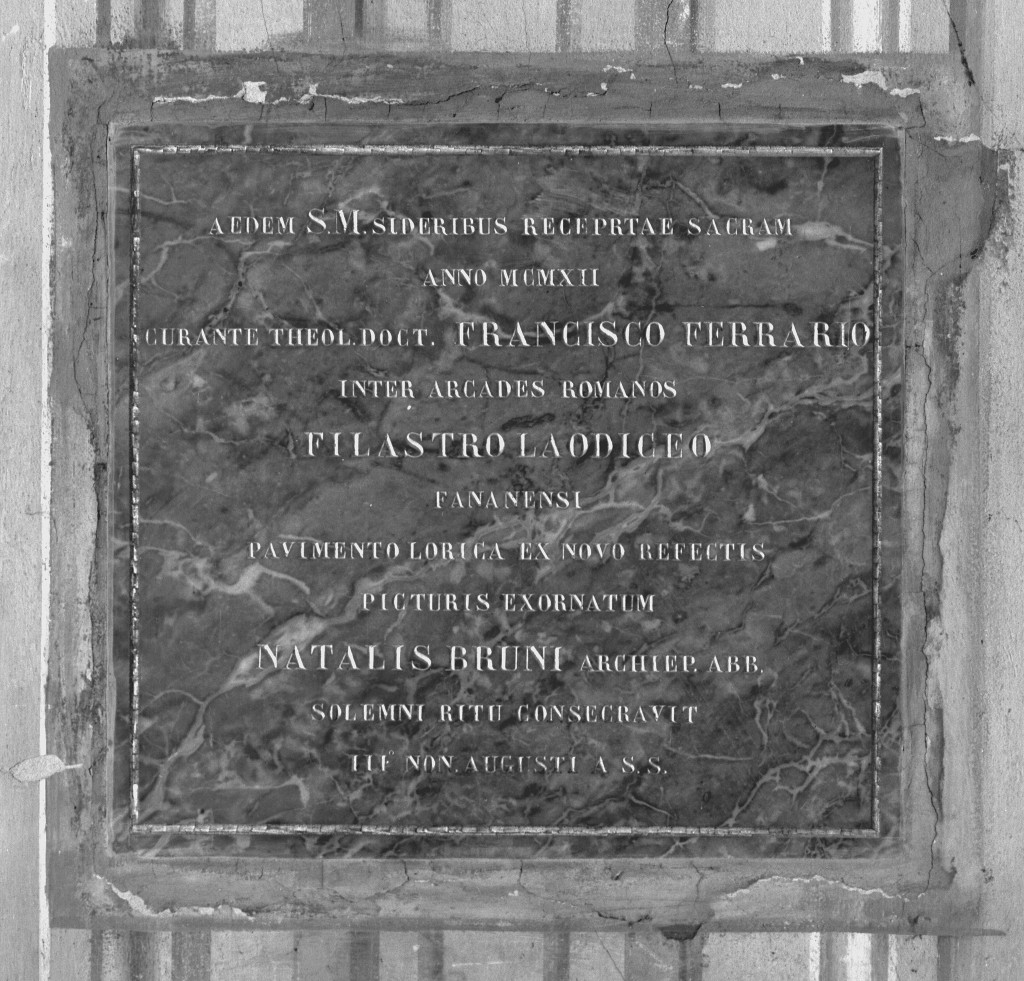 AEDEM S.M. SIDERIBUS RECEPRTAE SACRAM
ANNO MCMXII
CURANTE THEOL. DOCT. FRANCISCO FERRARIO
INTER ARCADES ROMANOS
FILASTRO LAODICEO
FANANENSI
PAVIMENTO LORICA EX NOVO REFECTIS
PICTURIS EXORNATUM
NATALIS BRUNI ARCHIEP. ABB.
SOLEMNI RITU CONSECRAVIT
NON. AUGUSTI A S. S.